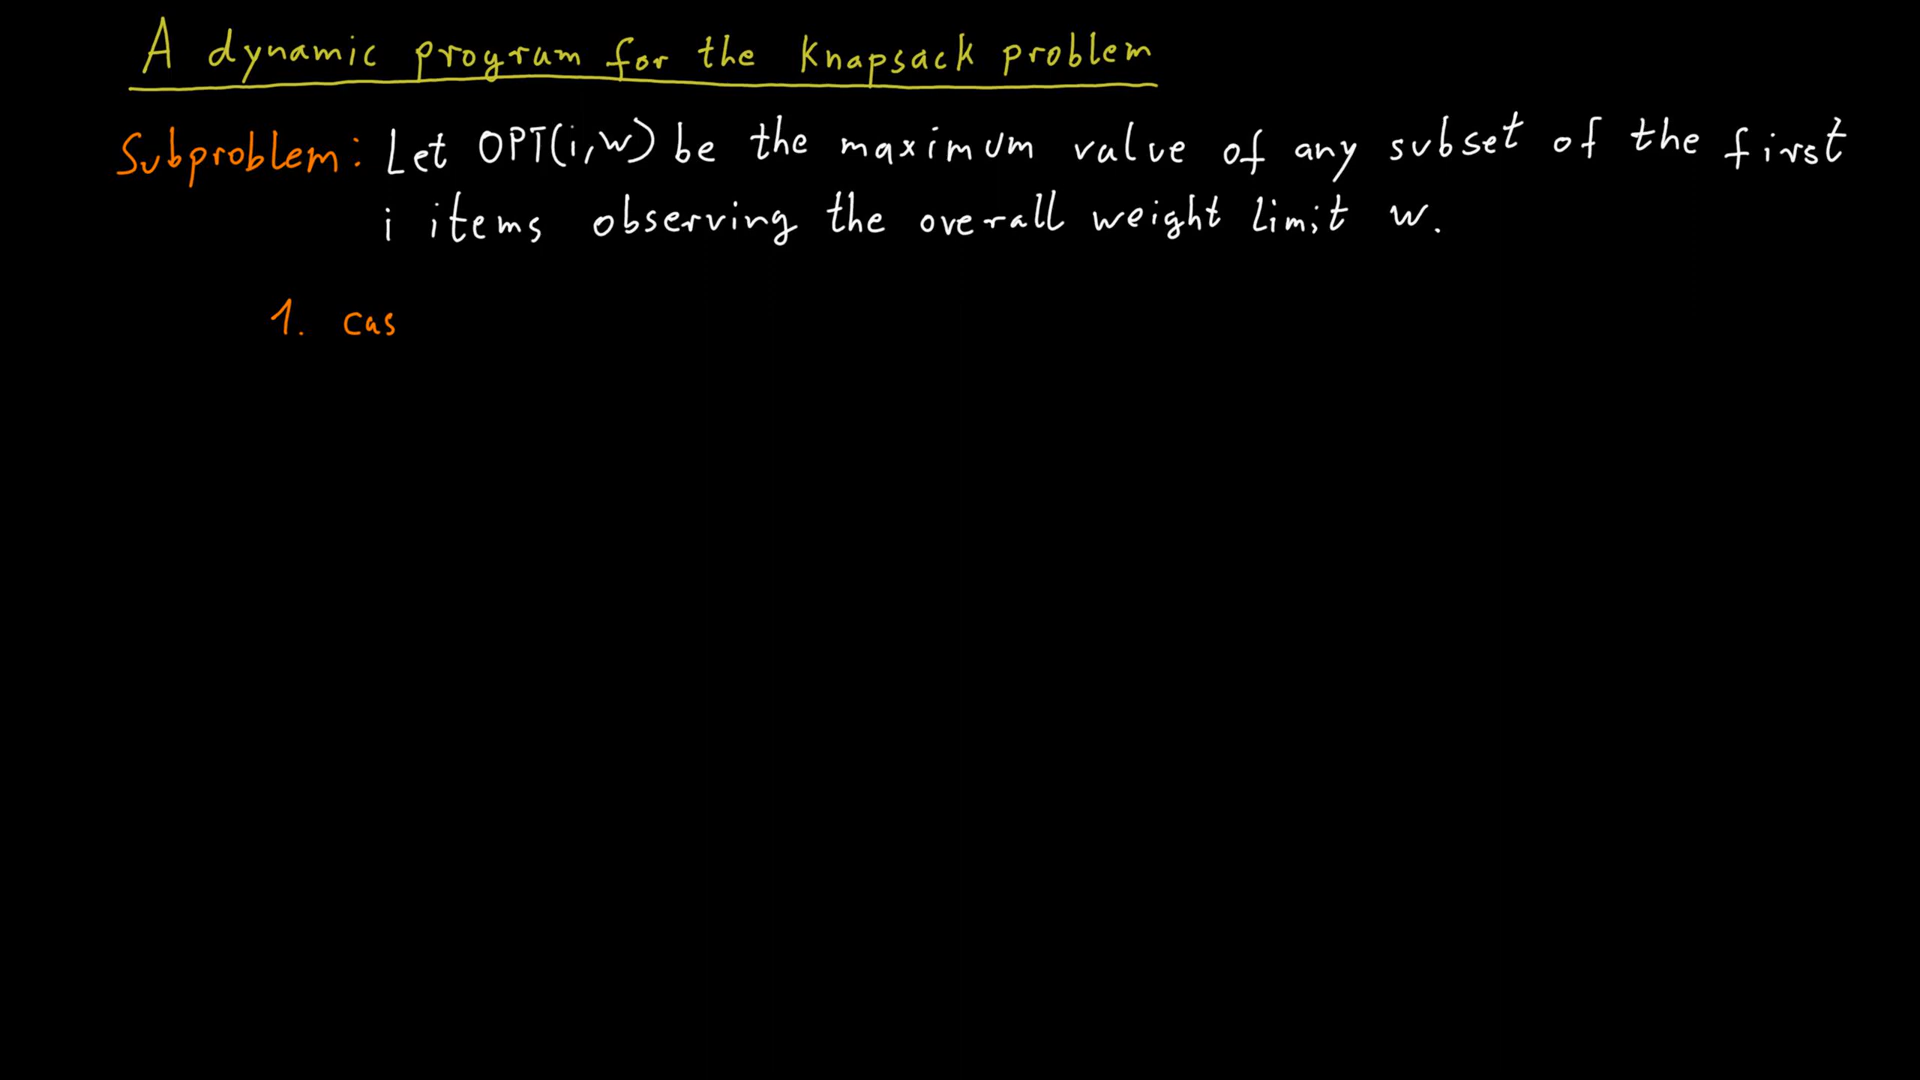 A dynamic program for the Knapsack problem
Subproblem: Let OPT(i,w) be the maximum value of any subset of the first
i items observing the overall weight limit w.
1. cas